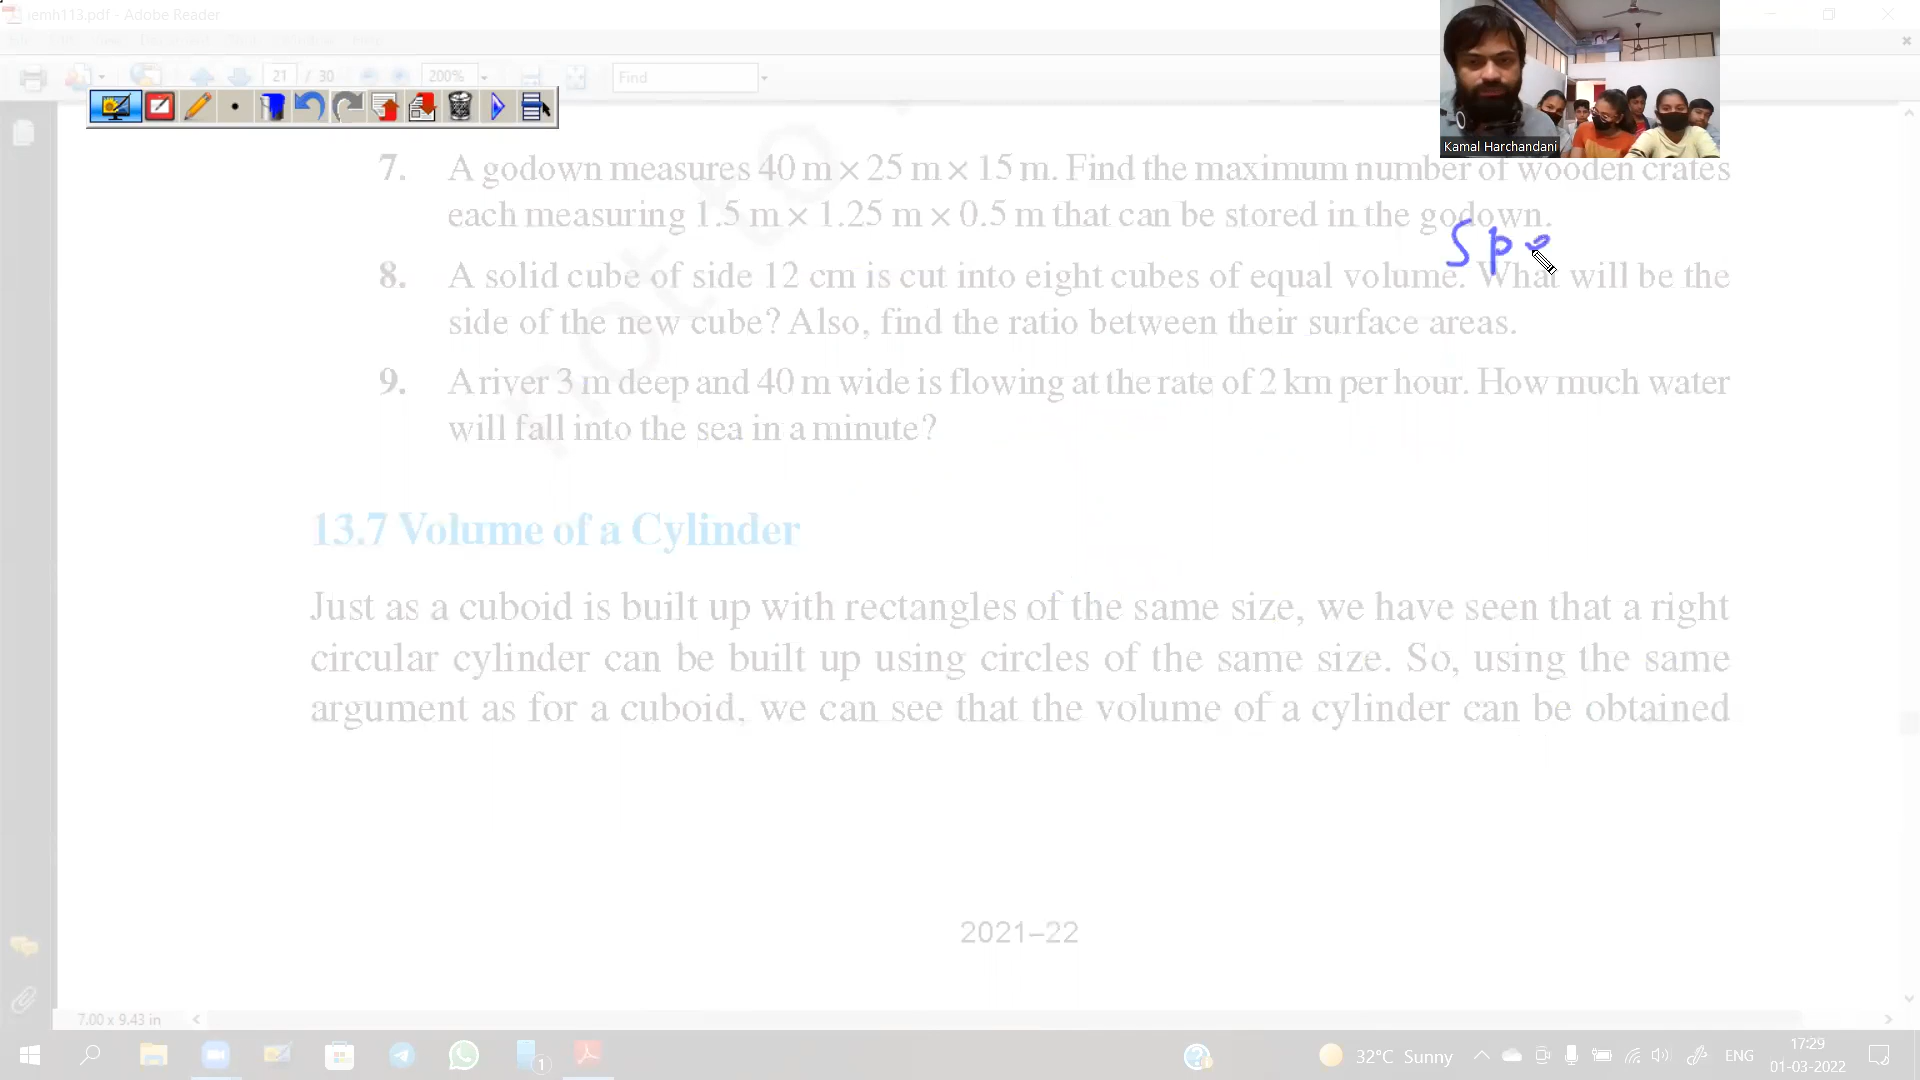 iemh113.pdf - Adobe Reader
21 / 30
200%
Find
Kamal Harchandani
7. A godown measures 40 m × 25 m × 15 m. Find the maximum number of wooden crates
each measuring 1.5 m × 1.25 m × 0.5 m that can be stored in the godown.
Spe
8. A solid cube of side 12 cm is cut into eight cubes of equal volume. What will be the
side of the new cube? Also, find the ratio between their surface areas.
9. A river 3 m deep and 40 m wide is flowing at the rate of 2 km per hour. How much water
will fall into the sea in a minute?
not to
13.7 Volume of a Cylinder
Just as a cuboid is built up with rectangles of the same size, we have seen that a right
circular cylinder can be built up using circles of the same size. So, using the same
argument as for a cuboid, we can see that the volume of a cylinder can be obtained
2021–22
7.00 x 9.43 in
1
32°C Sunny
ENG
17:29
01-03-2022